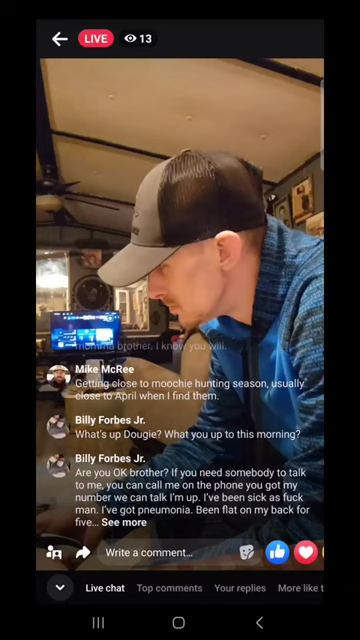 LIVE
13
momma brother, I know you will.
Mike McRee
Getting close to moochie hunting season, usually
close to April when I find them.
Billy Forbes Jr.
What's up Dougie? What you up to this morning?
Billy Forbes Jr.
Are you OK brother? If you need somebody to talk
to me, you can call me on the phone you got my
number we can talk I'm up. I've been sick as fuck
man. I've got pneumonia. Been flat on my back for
five... See more
Write a comment...
Live chat Top comments Your replies More like t